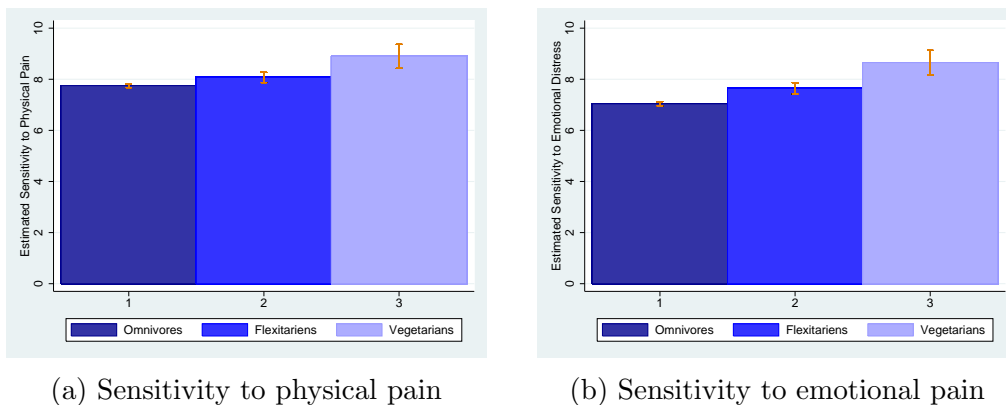 Estimated Sensitivity to Physical Pain
10
8
6
4
2
0
1 2 3
Omnivores Flexitariens Vegetarians
(a) Sensitivity to physical pain
Estimated Sensitivity to Emotional Distress
10
8
6
4
2
0
1 2 3
Omnivores Flexitariens Vegetarians
(b) Sensitivity to emotional pain